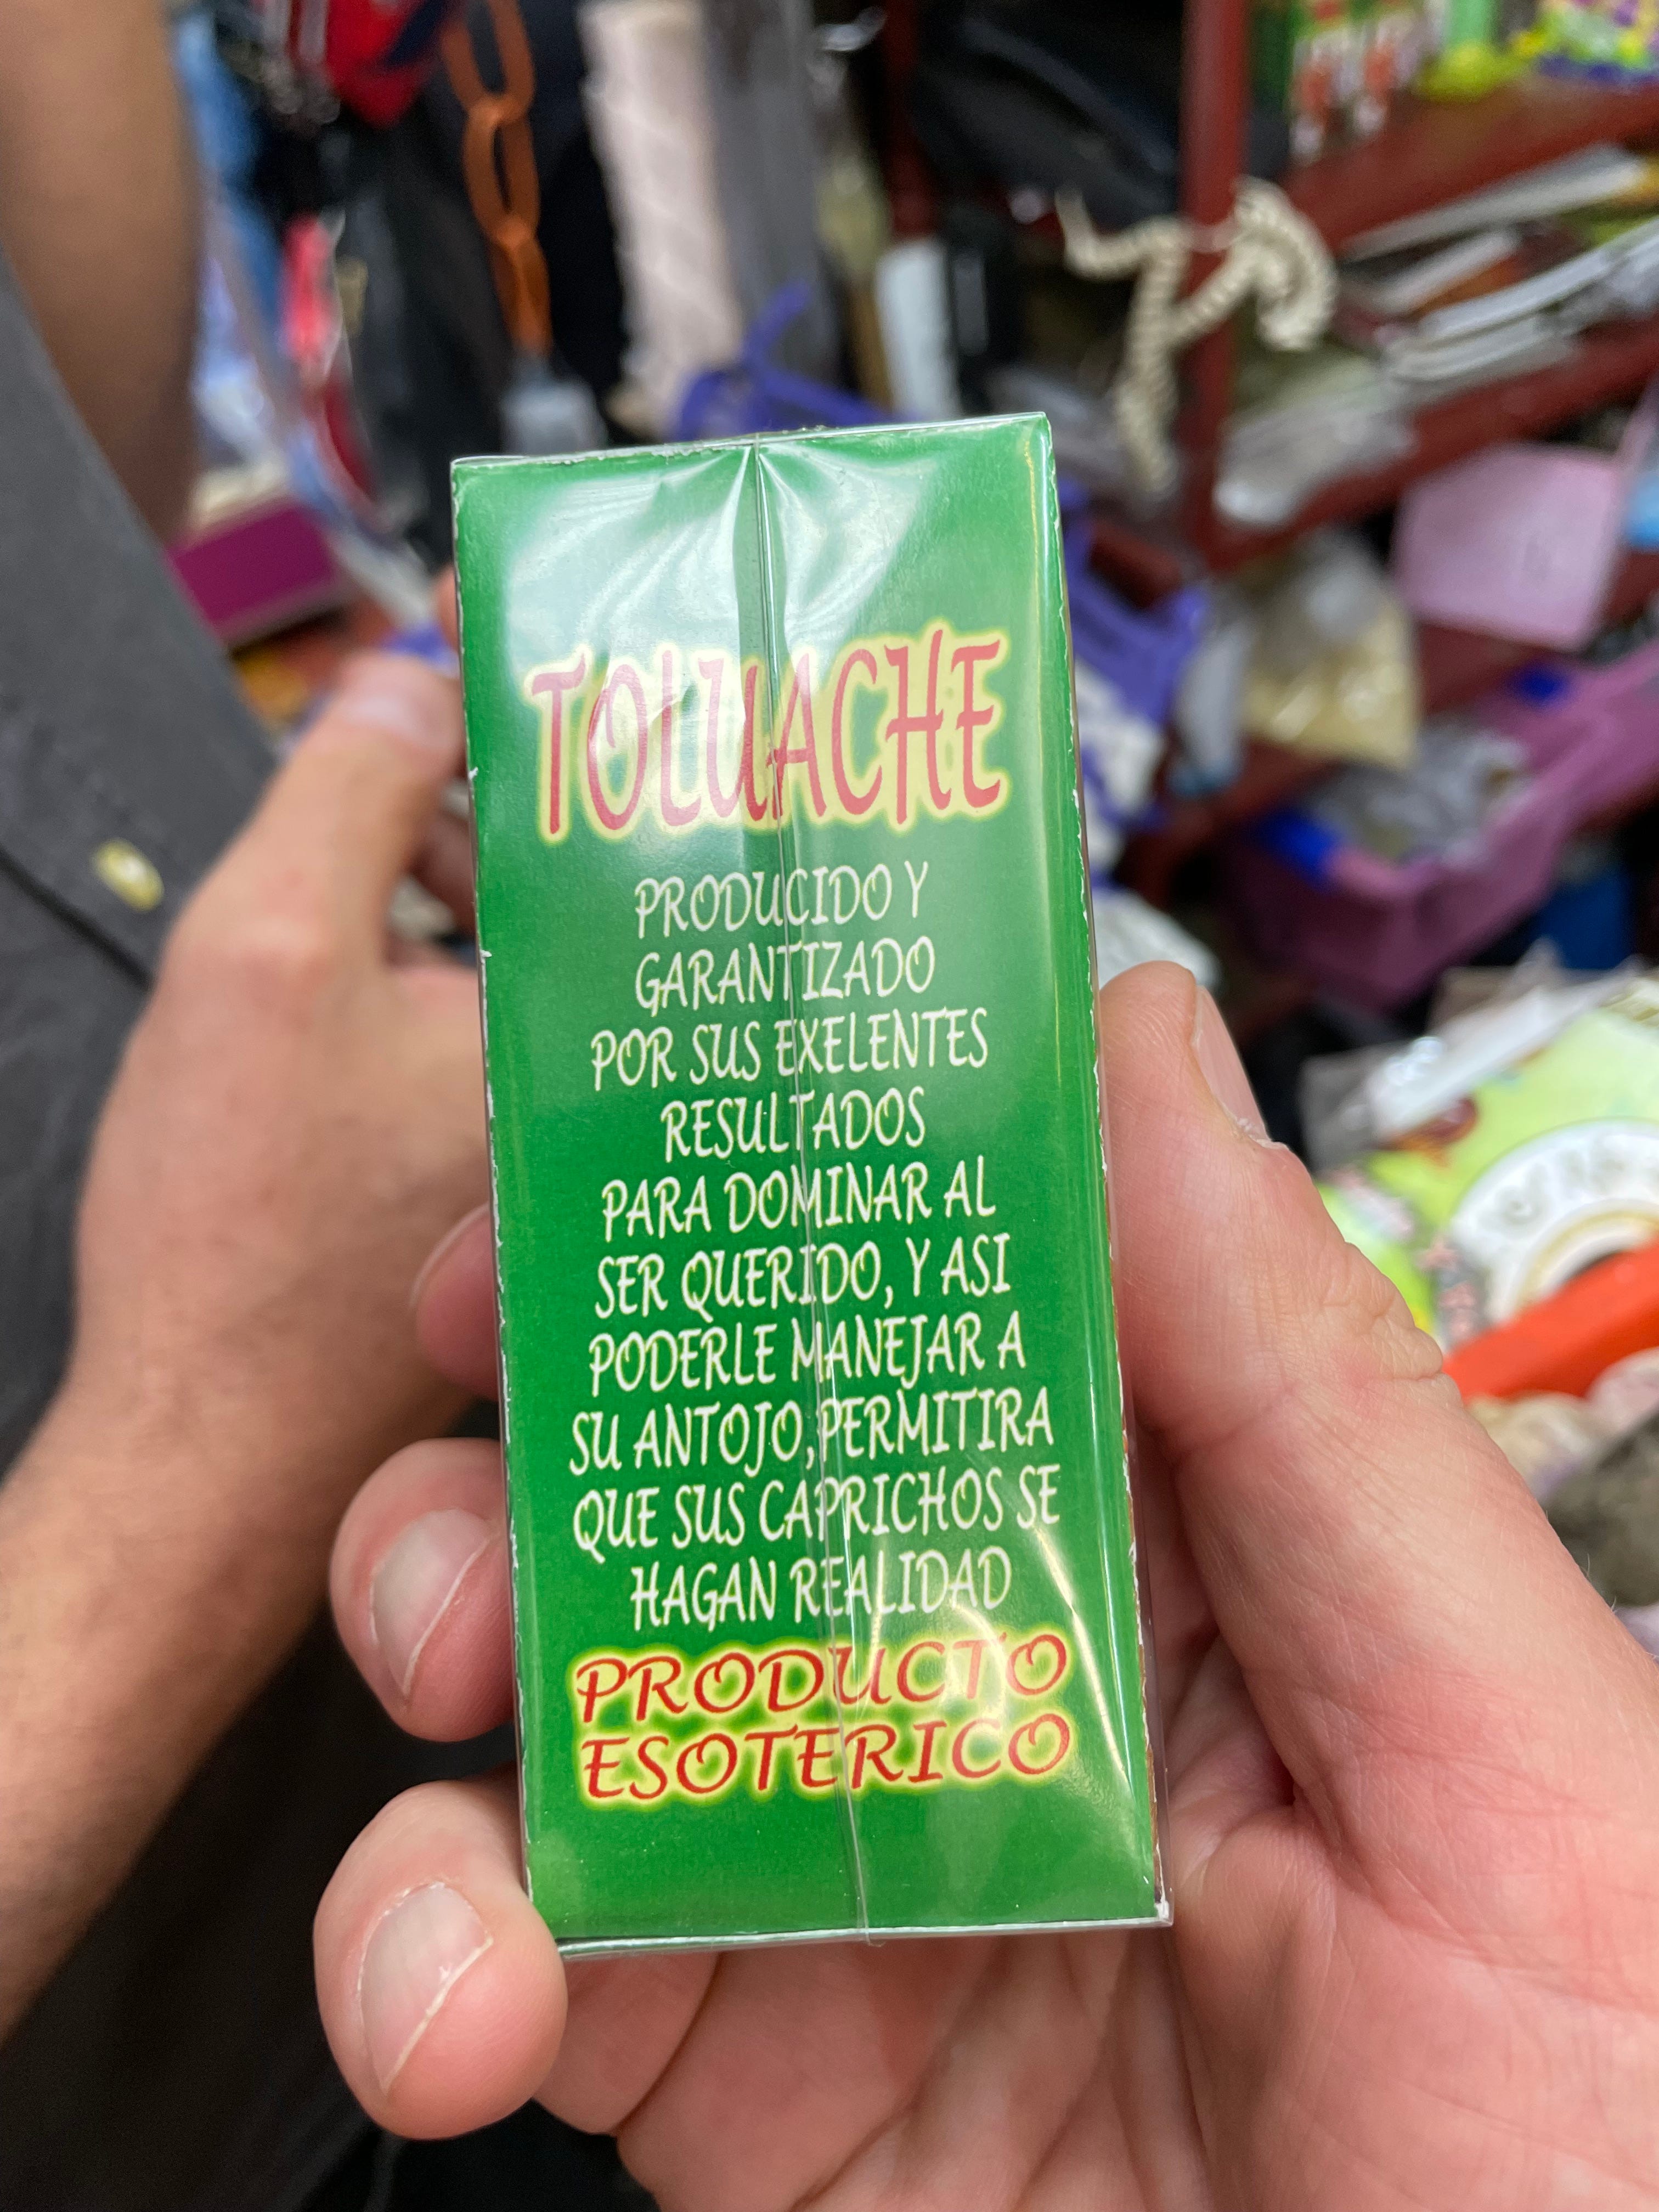 TOLUACHE
PRODUCIDO Y
GARANTIZADO
POR SUS EXELENTES
RESULTADOS
PARA DOMINAR AL
SER QUERIDO, Y ASI
PODERLE MANEJAR A
SU ANTOJO, PERMITIRA
QUE SUS CAPRICHOS SE
HAGAN REALIDAD
PRODUCTO
ESOTERICO